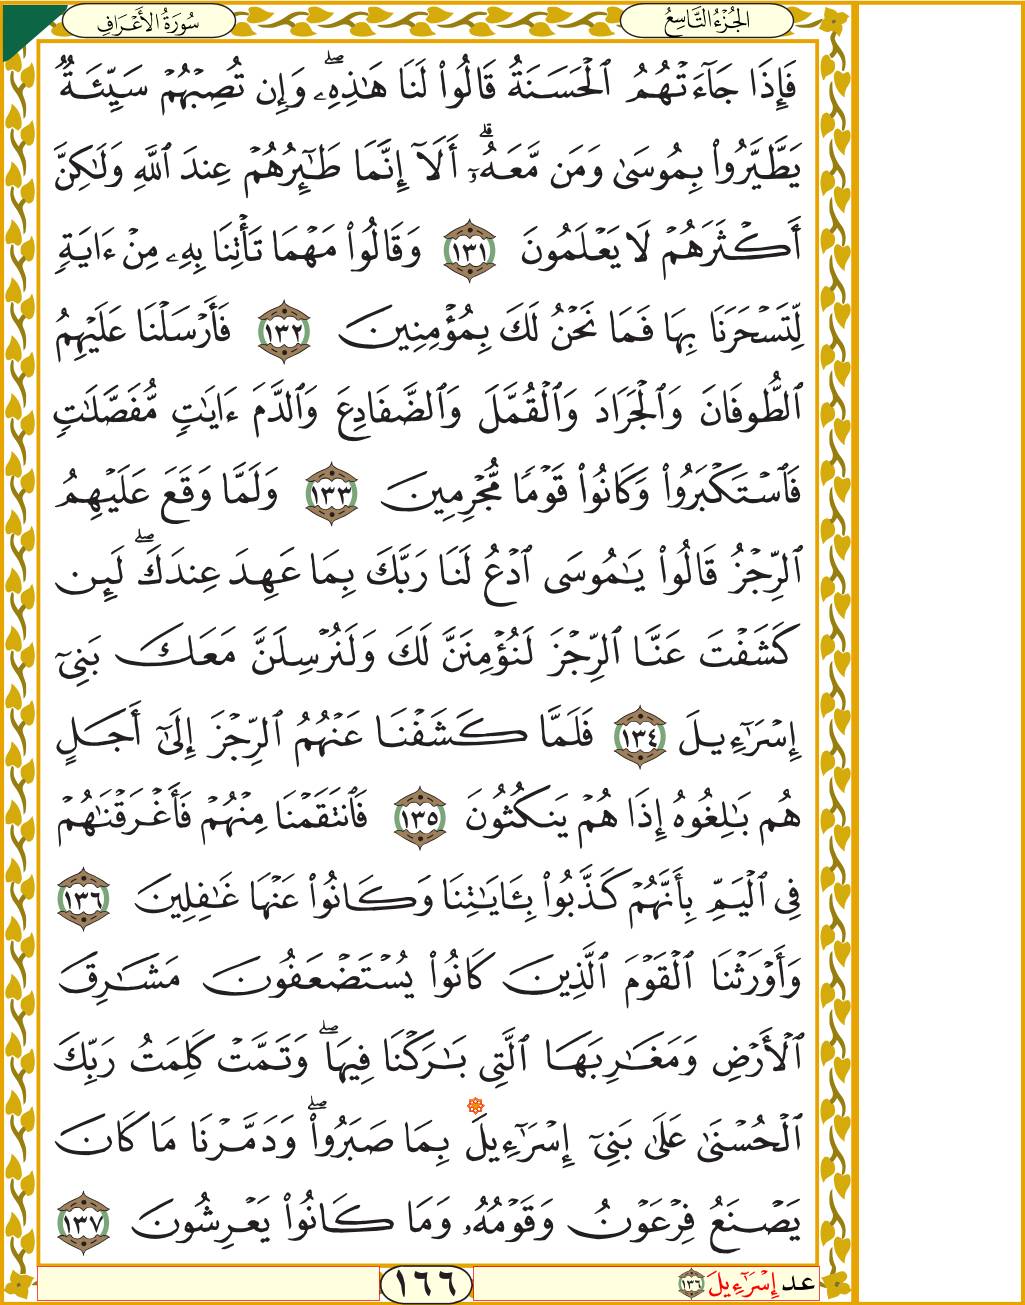 الجُزْءُ التَّاسِعُ
سُورَةُ الأَعْرَافِ
فَإِذَا جَآءَتْهُمُ ٱلْحَسَنَةُ قَالُوا۟ لَنَا هَـٰذِهِۦۖ وَإِن تُصِبْهُمْ سَيِّئَةٌۭ
يَطَّيَّرُوا۟ بِمُوسَىٰ وَمَن مَّعَهُۥٓۗ أَلَآ إِنَّمَا طَـٰٓئِرُهُمْ عِندَ ٱللَّهِ وَلَـٰكِنَّ
أَكْثَرَهُمْ لَا يَعْلَمُونَ ١٣١ وَقَالُوا۟ مَهْمَا تَأْتِنَا بِهِۦ مِنْ ءَايَةٍۢ
لِّتَسْحَرَنَا بِهَا فَمَا نَحْنُ لَكَ بِمُؤْمِنِينَ ١٣٢ فَأَرْسَلْنَا عَلَيْهِمُ
ٱلطُّوفَانَ وَٱلْجَرَادَ وَٱلْقُمَّلَ وَٱلضَّفَادِعَ وَٱلدَّمَ ءَايَـٰتٍۢ مُّفَصَّلَـٰتٍۢ
فَٱسْتَكْبَرُوا۟ وَكَانُوا۟ قَوْمًۭا مُّجْرِمِينَ ١٣٣ وَلَمَّا وَقَعَ عَلَيْهِمُ
ٱلرِّجْزُ قَالُوا۟ يَـٰمُوسَى ٱدْعُ لَنَا رَبَّكَ بِمَا عَهِدَ عِندَكَۖ لَئِن
كَشَفْتَ عَنَّا ٱلرِّجْزَ لَنُؤْمِنَنَّ لَكَ وَلَنُرْسِلَنَّ مَعَكَ بَنِىٓ
إِسْرَٰٓءِيلَ ١٣٤ فَلَمَّا كَشَفْنَا عَنْهُمُ ٱلرِّجْزَ إِلَىٰٓ أَجَلٍ
هُم بَـٰلِغُوهُ إِذَا هُمْ يَنكُثُونَ ١٣٥ فَٱنتَقَمْنَا مِنْهُمْ فَأَغْرَقْنَـٰهُمْ
فِى ٱلْيَمِّ بِأَنَّهُمْ كَذَّبُوا۟ بِـَٔايَـٰتِنَا وَكَانُوا۟ عَنْهَا غَـٰفِلِينَ ١٣٦
وَأَوْرَثْنَا ٱلْقَوْمَ ٱلَّذِينَ كَانُوا۟ يُسْتَضْعَفُونَ مَشَـٰرِقَ
ٱلْأَرْضِ وَمَغَـٰرِبَهَا ٱلَّتِى بَـٰرَكْنَا فِيهَاۖ وَتَمَّتْ كَلِمَتُ رَبِّكَ
ٱلْحُسْنَىٰ عَلَىٰ بَنِىٓ إِسْرَٰٓءِيلَ بِمَا صَبَرُوا۟ۖ وَدَمَّرْنَا مَا كَانَ
يَصْنَعُ فِرْعَوْنُ وَقَوْمُهُۥ وَمَا كَانُوا۟ يَعْرِشُونَ ١٣٧
عد إِسْرَٰٓءِيلَ ١٣٦
١٦٦